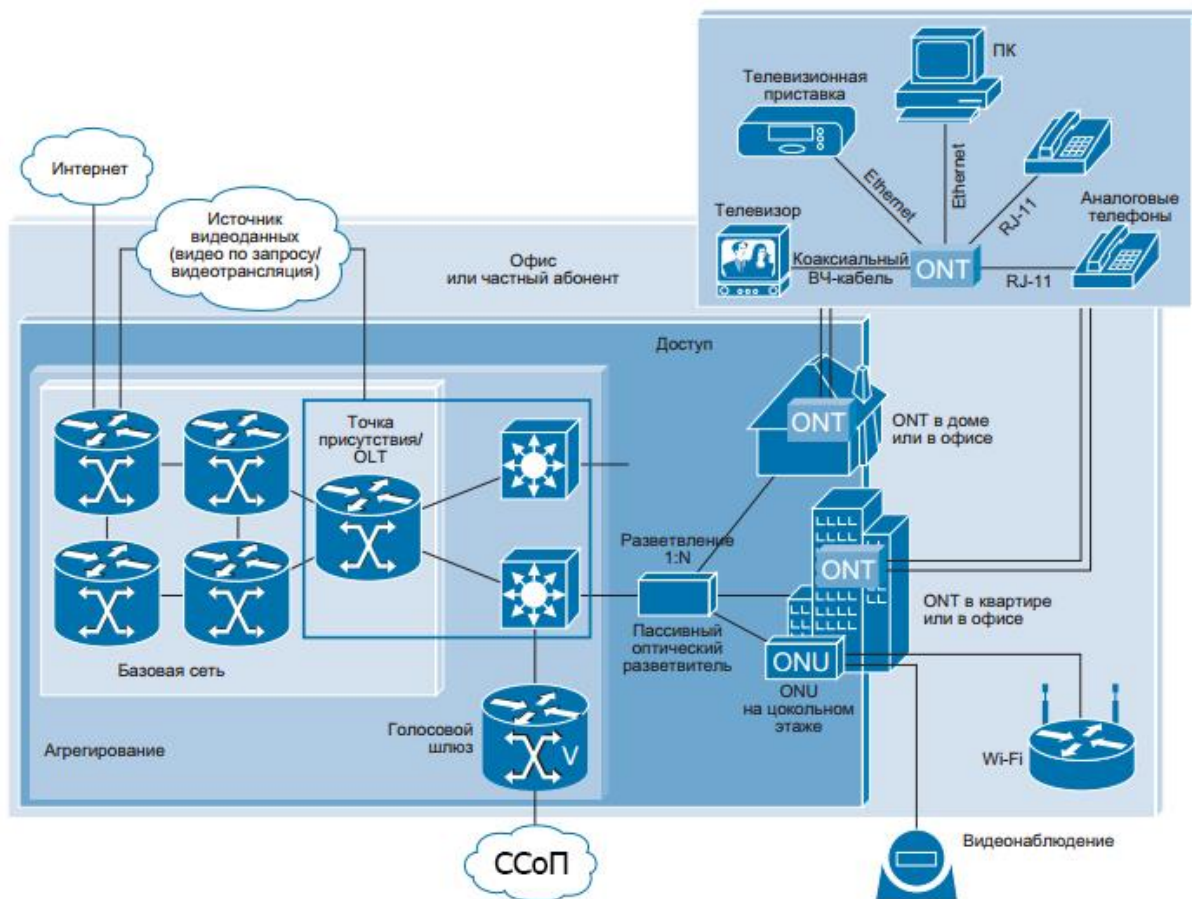 ПК
Телевизионная
приставка
Ethernet
Ethernet
RJ-11
Аналоговые
телефоны
Телевизор
Коаксиальный
ВЧ-кабель
ONT
RJ-11
Интернет
Источник
видеоданных
(видео по запросу/
видеотрансляция)
Офис
или частный абонент
Доступ
ONT
ONT в доме
или в офисе
Точка
присутствия/
OLT
Разветвление
1:N
Пассивный
оптический
разветвитель
ONT
ONT в квартире
или в офисе
ONU
ONU
на цокольном
этаже
Базовая сеть
Агрегирование
Голосовой
шлюз
V
Wi-Fi
Видеонаблюдение
ССоП